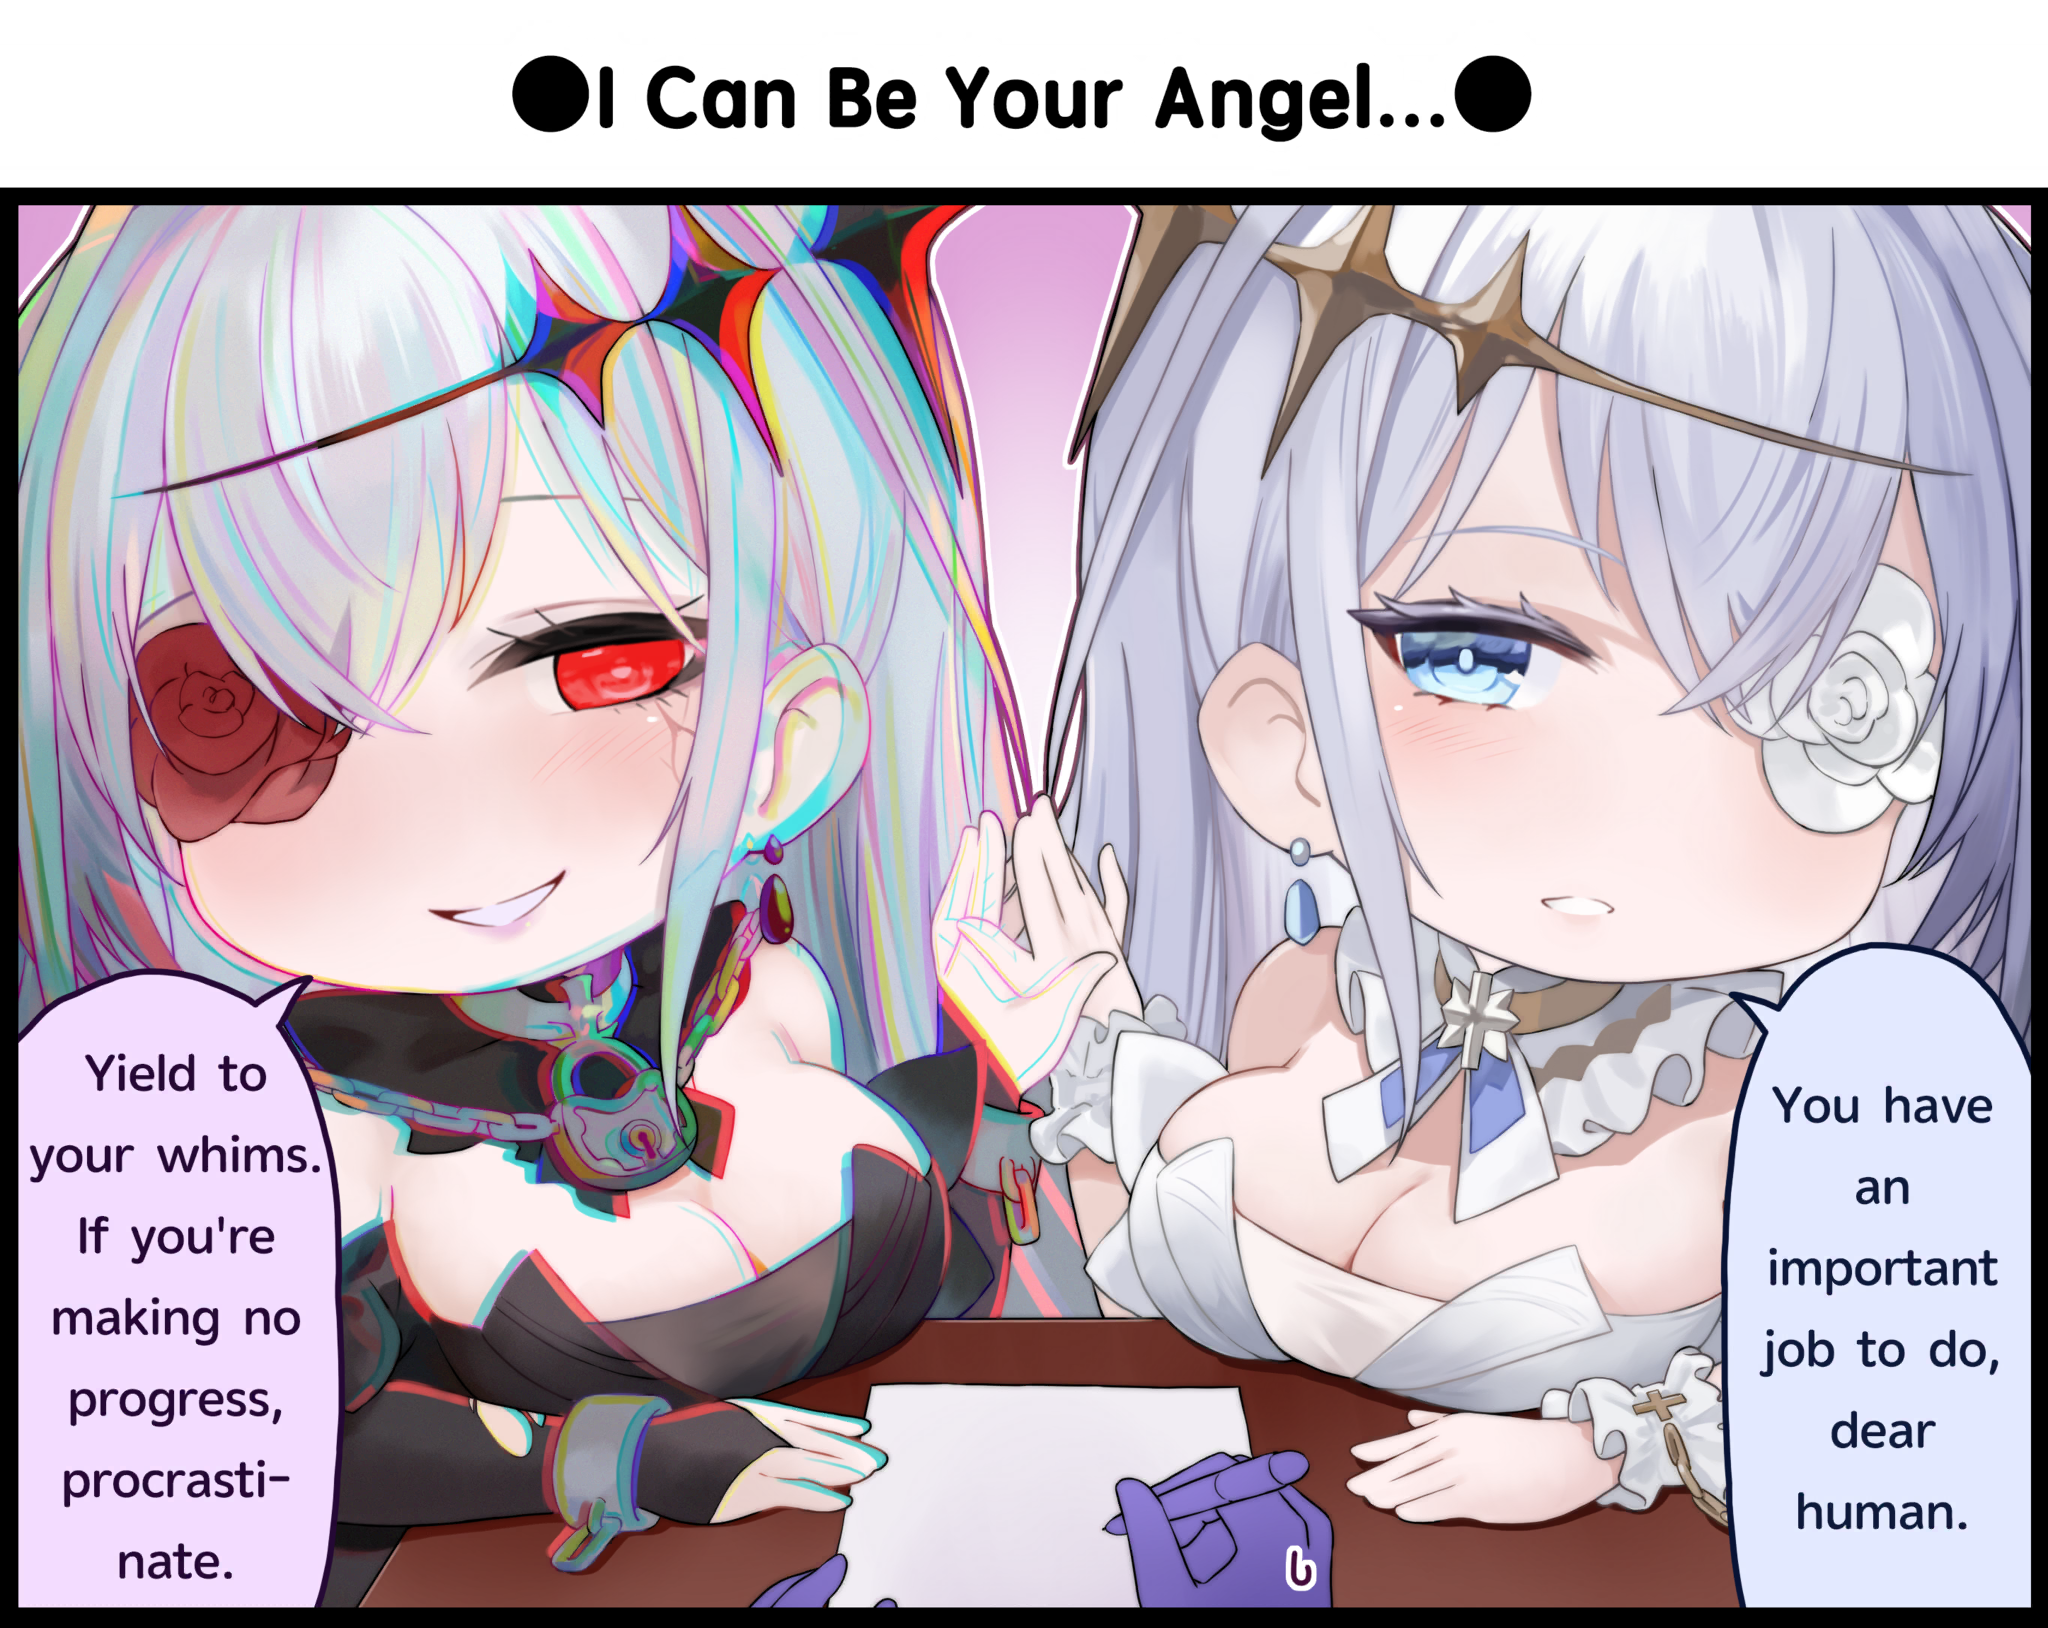 ●I Can Be Your Angel...●
Yield to
your whims.
If you're
making no
progress,
procrasti-
nate.
You have
an
important
job to do,
dear
human.